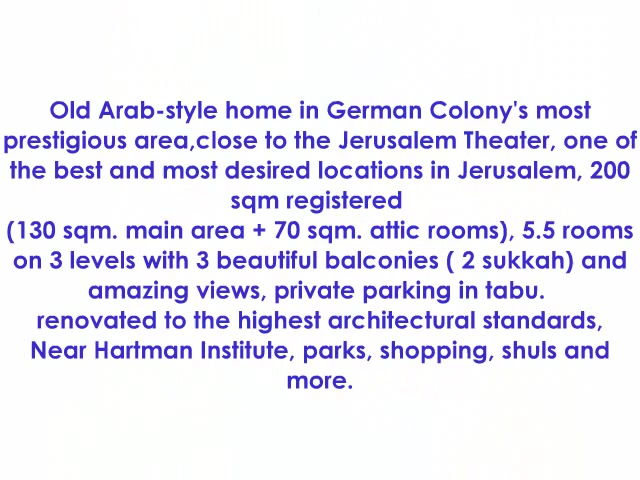 Old Arab-style home in German Colony's most
prestigious area,close to the Jerusalem Theater, one of
the best and most desired locations in Jerusalem, 200
sqm registered
(130 sqm. main area + 70 sqm. attic rooms), 5.5 rooms
on 3 levels with 3 beautiful balconies ( 2 sukkah) and
amazing views, private parking in tabu.
renovated to the highest architectural standards,
Near Hartman Institute, parks, shopping, shuls and
more.